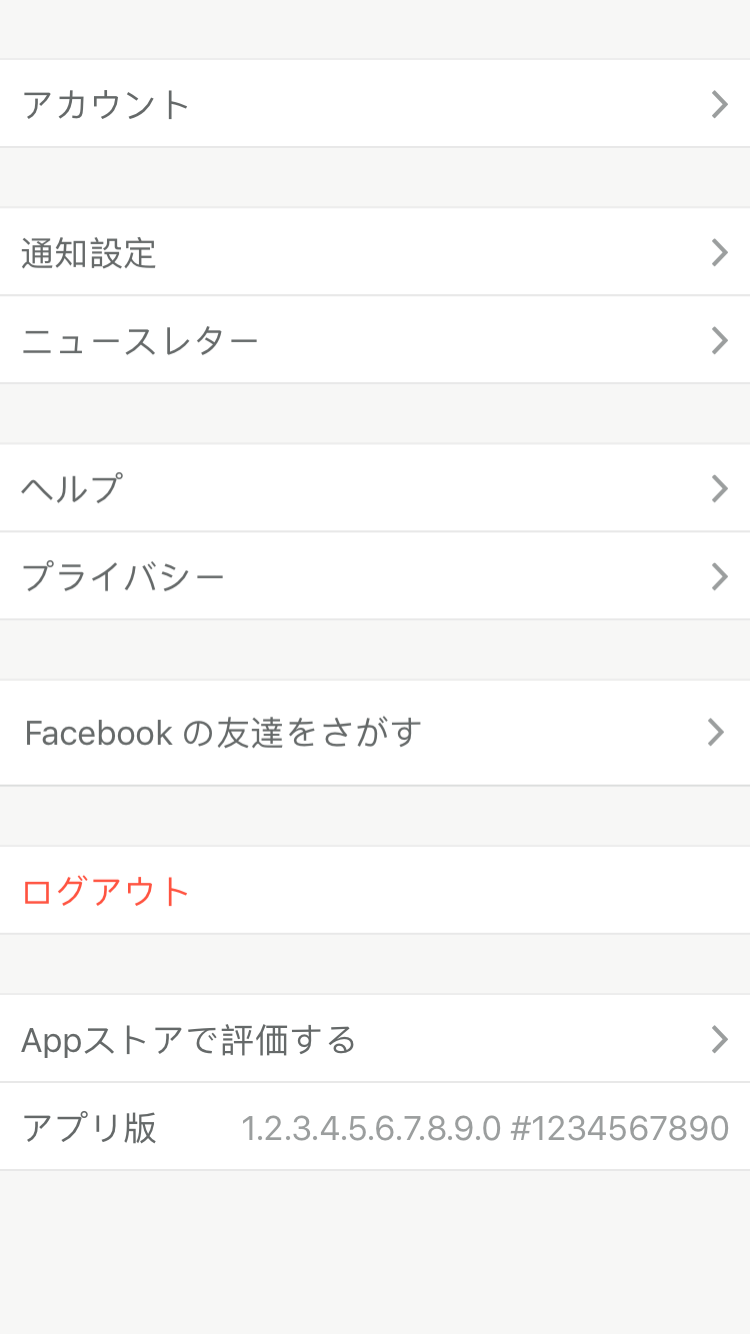 アカウント
通知設定
ニュースレター
ヘルプ
プライバシー
Facebook の友達をさがす
ログアウト
Appストアで評価する
アプリ版 1.2.3.4.5.6.7.8.9.0 #1234567890